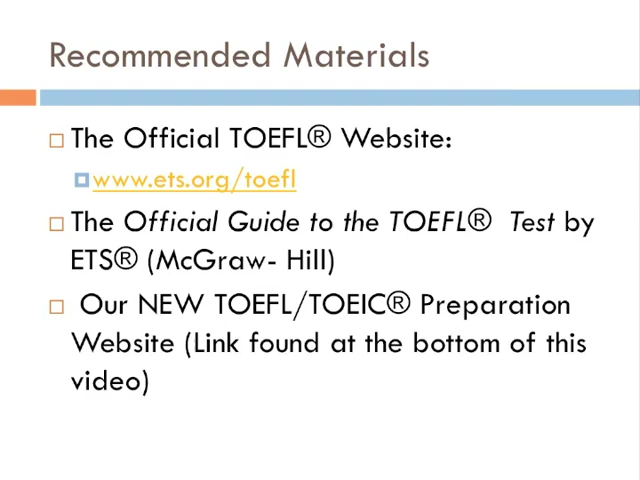 Recommended Materials
The Official TOEFL® Website:
www.ets.org/toefl
The Official Guide to the TOEFL® Test by
ETS® (McGraw- Hill)
Our NEW TOEFL/TOEIC® Preparation
Website (Link found at the bottom of this
video)